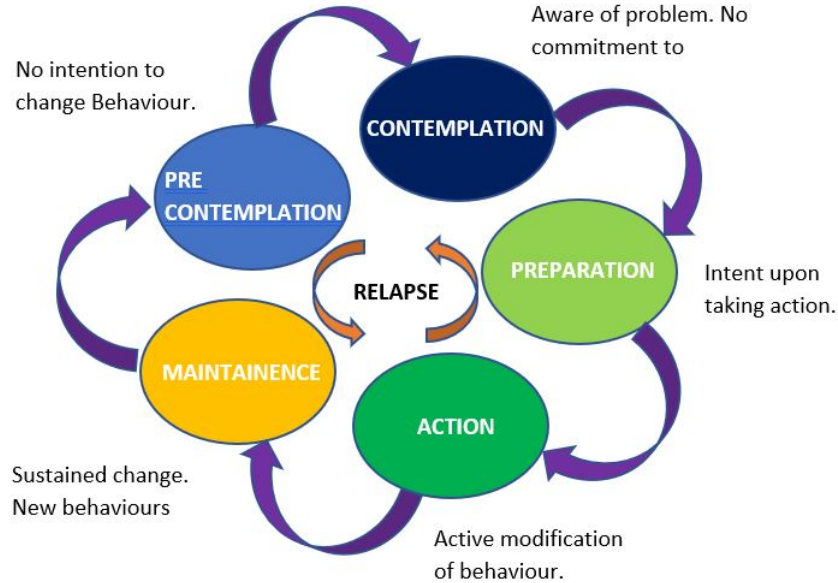 Aware of problem. No
commitment to
No intention to
change Behaviour.
CONTEMPLATION
PRE
CONTEMPLATION
PREPARATION
Intent upon
taking action.
RELAPSE
MAINTAINENCE
ACTION
Sustained change.
New behaviours
Active modification
of behaviour.